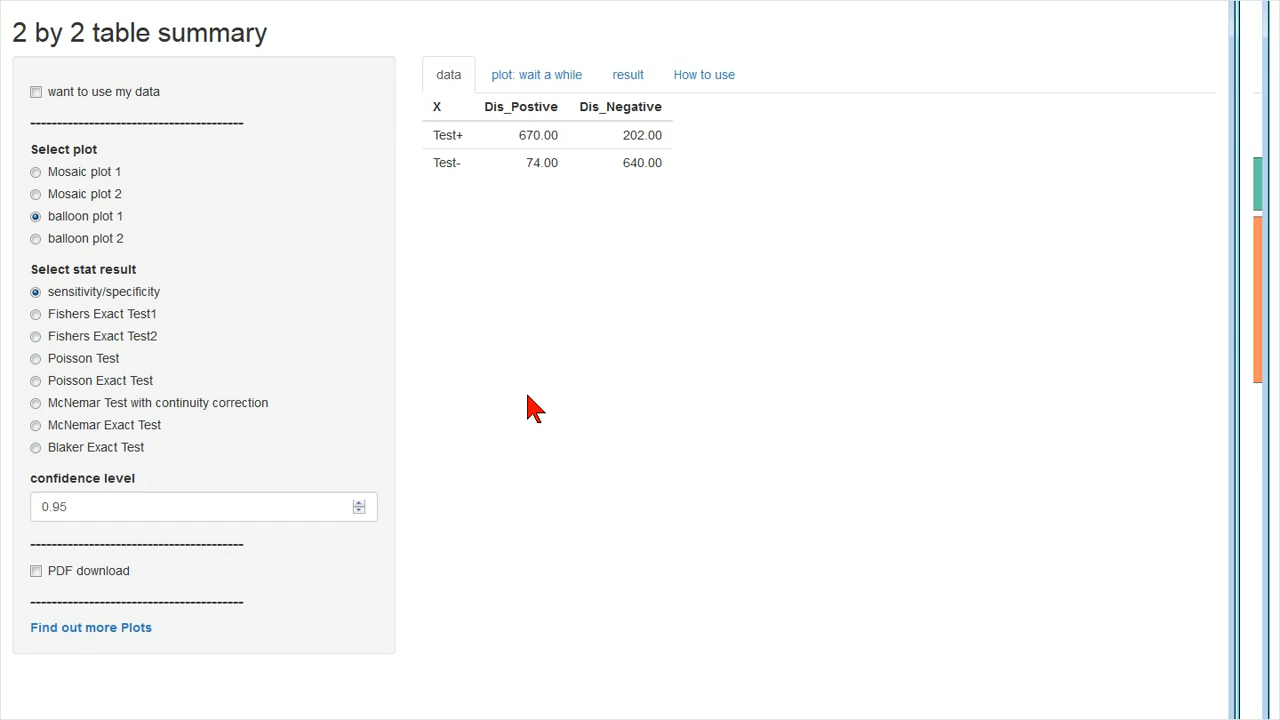 2 by 2 table summary
want to use my data
----------------------------------------
Select plot
Mosaic plot 1
Mosaic plot 2
balloon plot 1
balloon plot 2
Select stat result
sensitivity/specificity
Fishers Exact Test1
Fishers Exact Test2
Poisson Test
Poisson Exact Test
McNemar Test with continuity correction
McNemar Exact Test
Blaker Exact Test
confidence level
0.95
----------------------------------------
PDF download
----------------------------------------
Find out more Plots
data plot: wait a while result How to use
X Dis_Postive Dis_Negative
Test+ 670.00 202.00
Test- 74.00 640.00